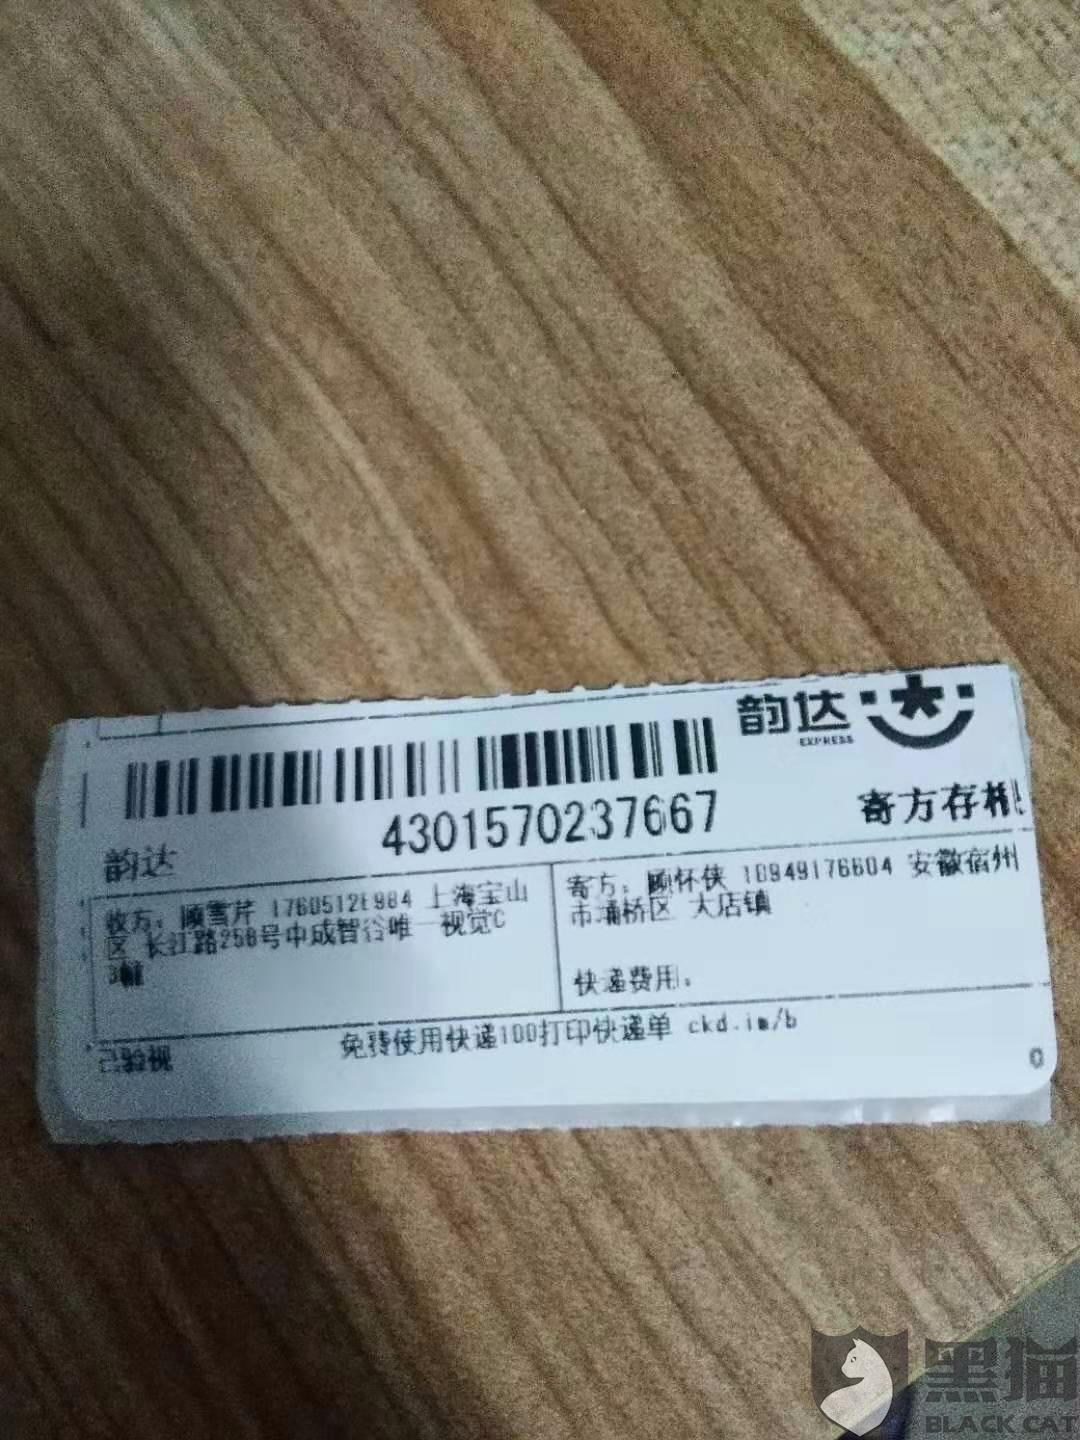 韵达
EXPRESS
4301570237667
寄方存根
韵达
收方：顾雪芹 上海宝山
区 长江路258号中成智谷唯一视觉C
3幢
寄方：顾怀侠 安徽宿州
市埇桥区 大店镇
快递费用：
免费使用快递100打印快递单 ckd.im/b
已验视
0
黑猫
BLACK CAT